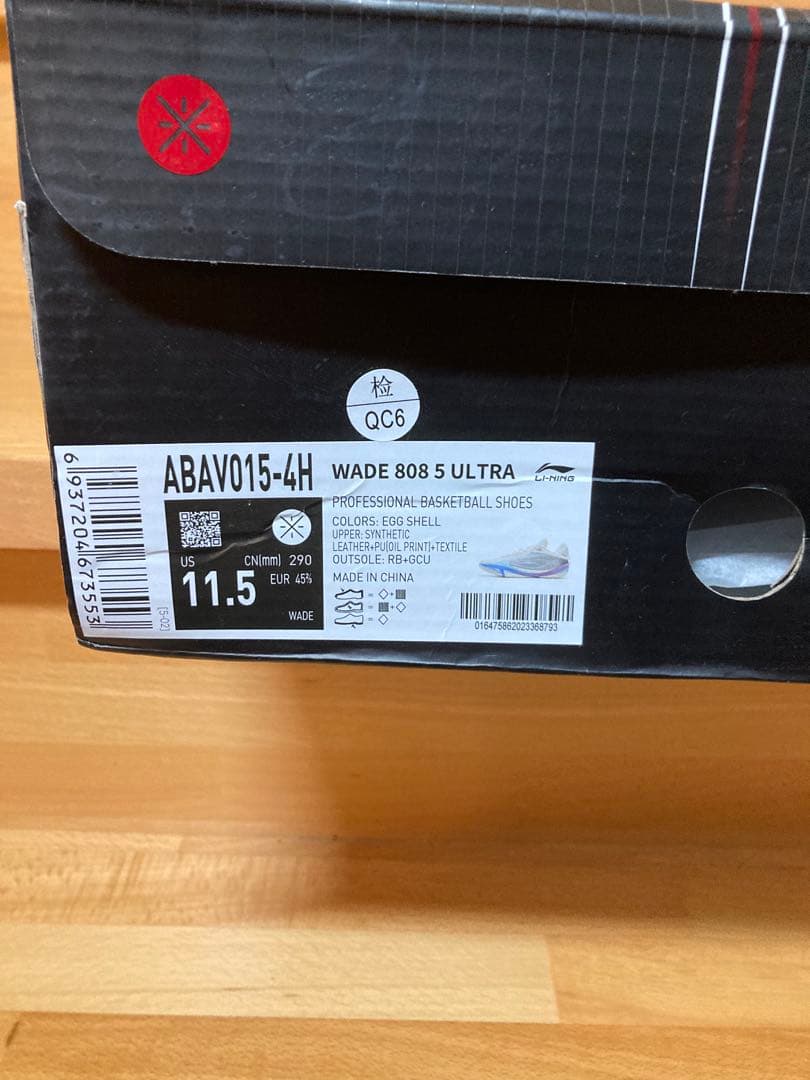 检
QC6
6937204673553
ABAV015-4H
WADE 808 5 ULTRA
LI-NING
PROFESSIONAL BASKETBALL SHOES
COLORS: EGG SHELL
UPPER: SYNTHETIC
LEATHER+PU(OIL PRINT)+TEXTILE
OUTSOLE: RB+GCU
MADE IN CHINA
US
CN(mm) 290
11.5
EUR 45⅔
WADE
[5-02]
016475862023368793